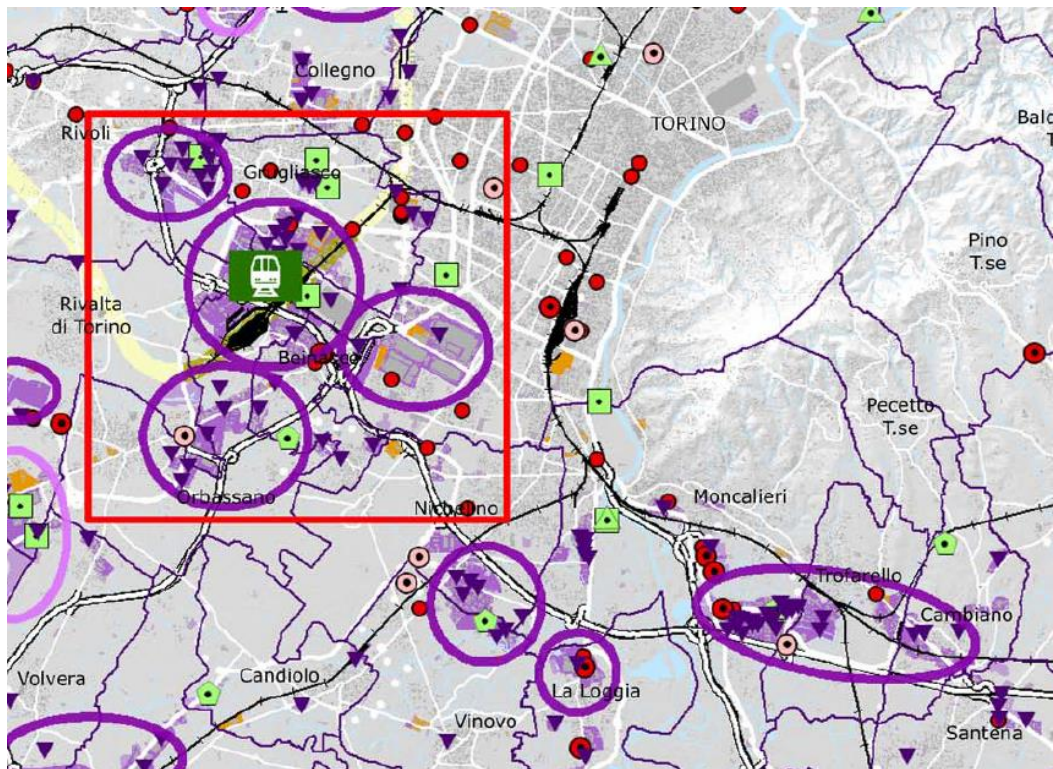 Collegno
TORINO
Rivoli
Bald
T.
Grugliasco
Pino
T.se
Rivalta
di Torino
Beinasco
Pecetto
T.se
Orbassano
Moncalieri
Nichelino
Trofarello
Cambiano
Volvera
Candiolo
La Loggia
Vinovo
Santena